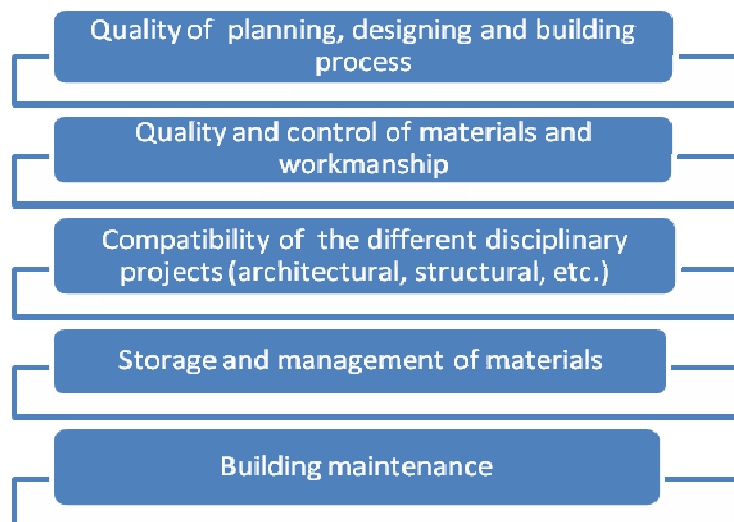 Quality of planning, designing and building
process
Quality and control of materials and
workmanship
Compatibility of the different disciplinary
projects (architectural, structural, etc.)
Storage and management of materials
Building maintenance